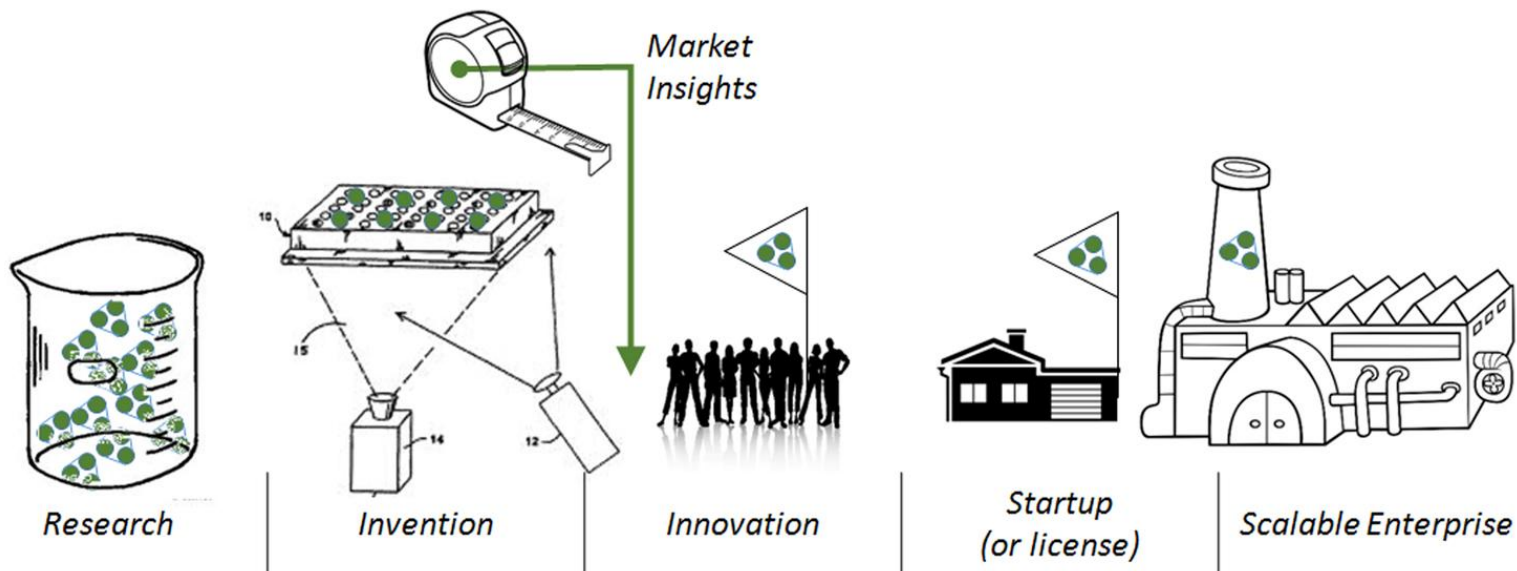 Market
Insights
10
15
14
12
Research
Invention
Innovation
Startup
(or license)
Scalable Enterprise